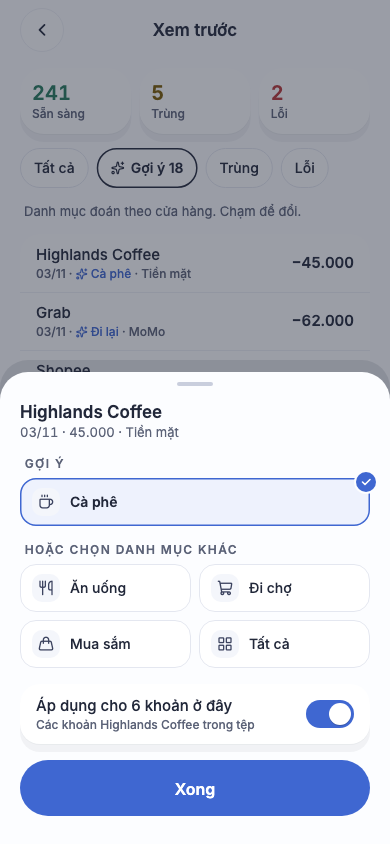 Xem trước
241
Sẵn sàng
5
Trùng
2
Lỗi
Tất cả
Gợi ý 18
Trùng
Lỗi
Danh mục đoán theo cửa hàng. Chạm để đổi.
Highlands Coffee
−45.000
03/11 · Cà phê · Tiền mặt
Grab
−62.000
03/11 · Đi lại · MoMo
Shopee
Highlands Coffee
03/11 · 45.000 · Tiền mặt
GỢI Ý
Cà phê
HOẶC CHỌN DANH MỤC KHÁC
Ăn uống
Đi chợ
Mua sắm
Tất cả
Áp dụng cho 6 khoản ở đây
Các khoản Highlands Coffee trong tệp
Xong